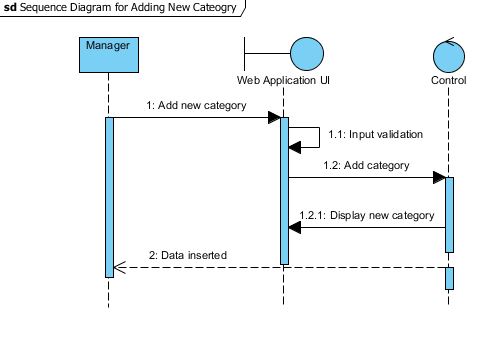 sd Sequence Diagram for Adding New Cateogry
Manager
Web Application UI
Control
1: Add new category
1.1: Input validation
1.2: Add category
1.2.1: Display new category
2: Data inserted